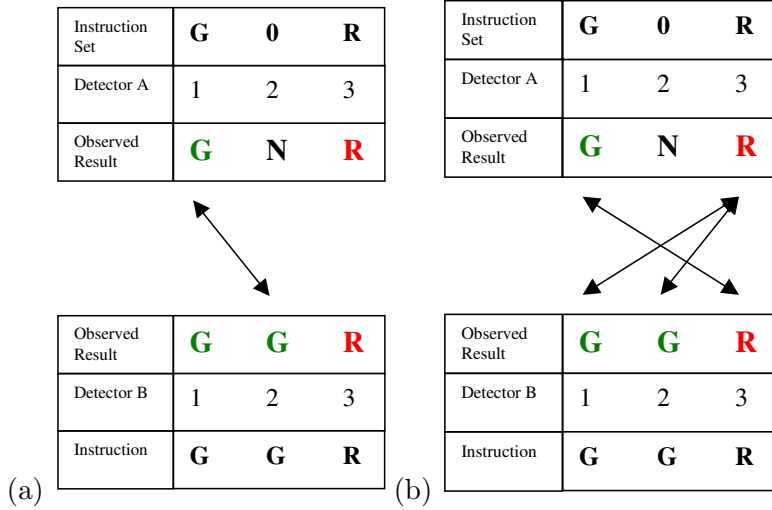 Instruction Set G 0 R
Detector A 1 2 3
Observed Result G N R
Observed Result G G R
Detector B 1 2 3
Instruction G G R
(a)
Instruction Set G 0 R
Detector A 1 2 3
Observed Result G N R
Observed Result G G R
Detector B 1 2 3
Instruction G G R
(b)